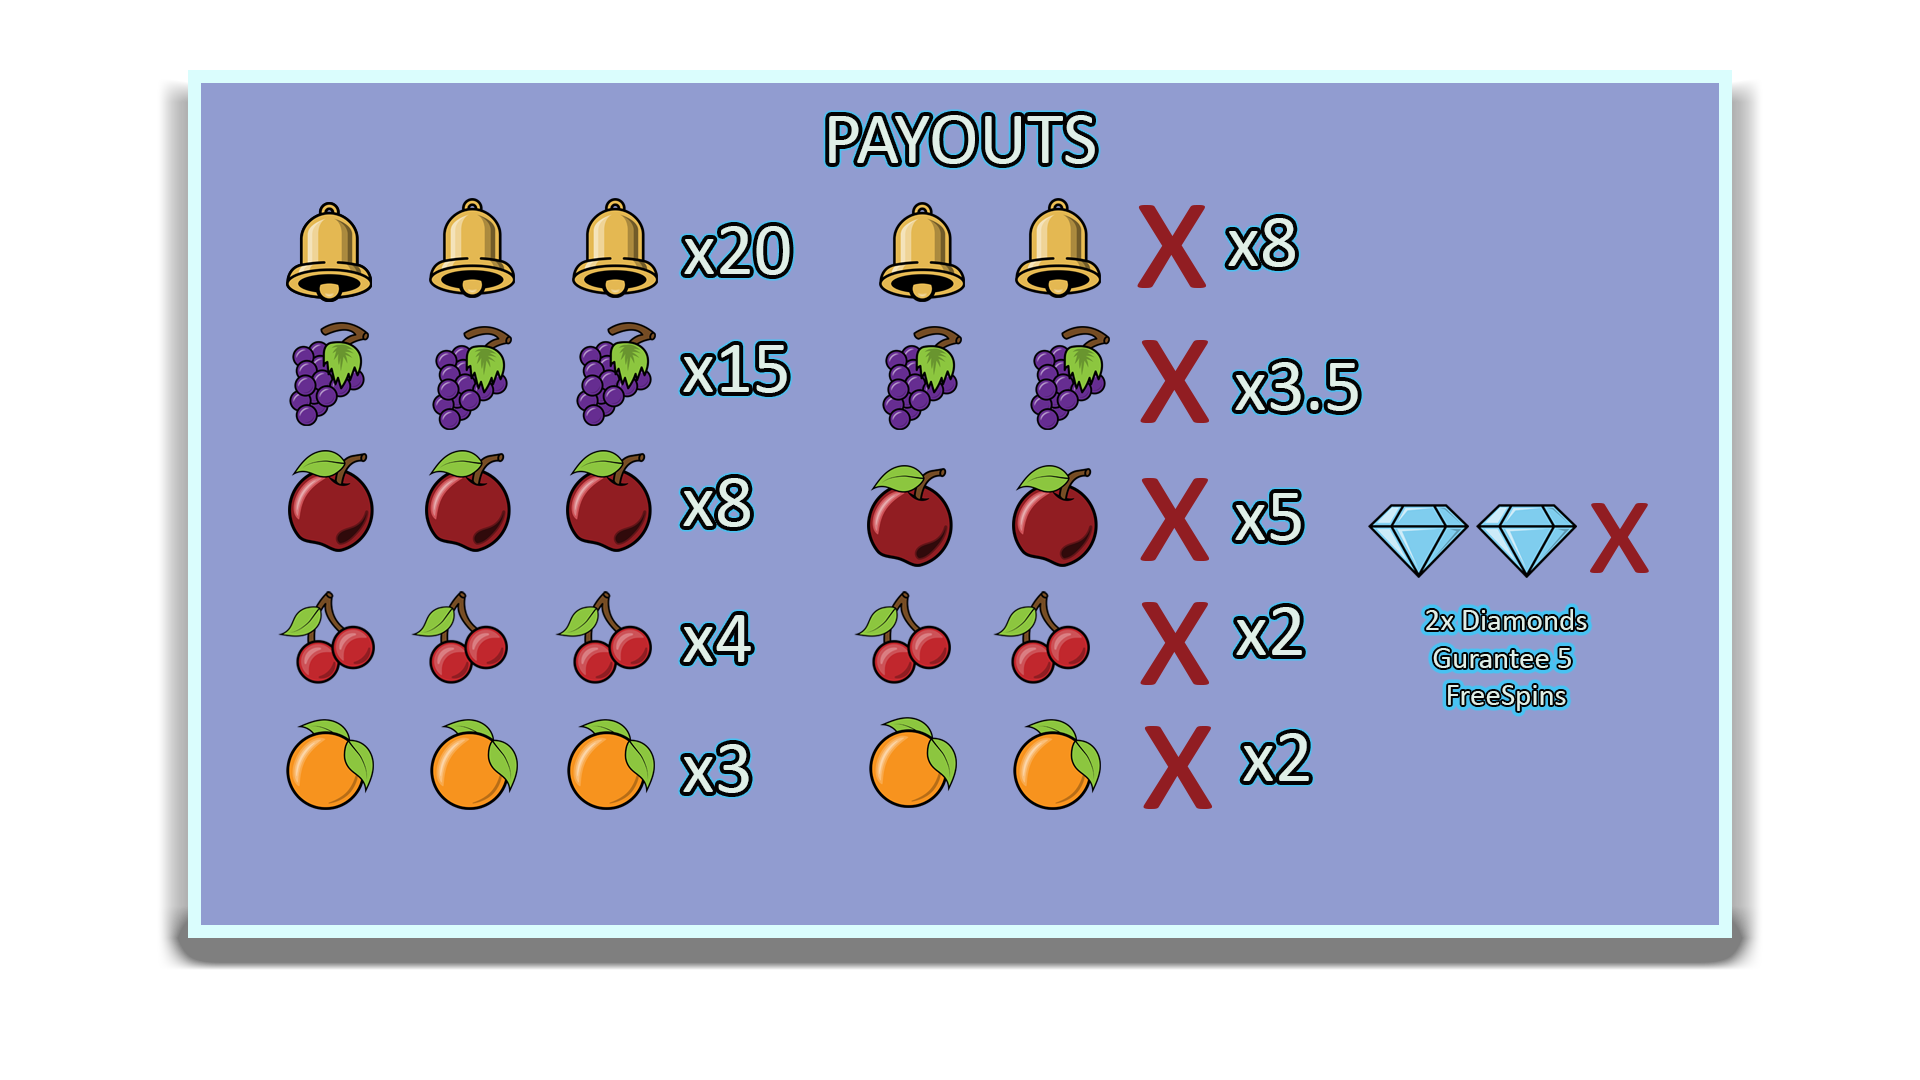 PAYOUTS
x20 X x8
x15 X x3.5
x8 X x5 X
x4 X x2
x3 X x2
2x Diamonds
Gurantee 5
FreeSpins